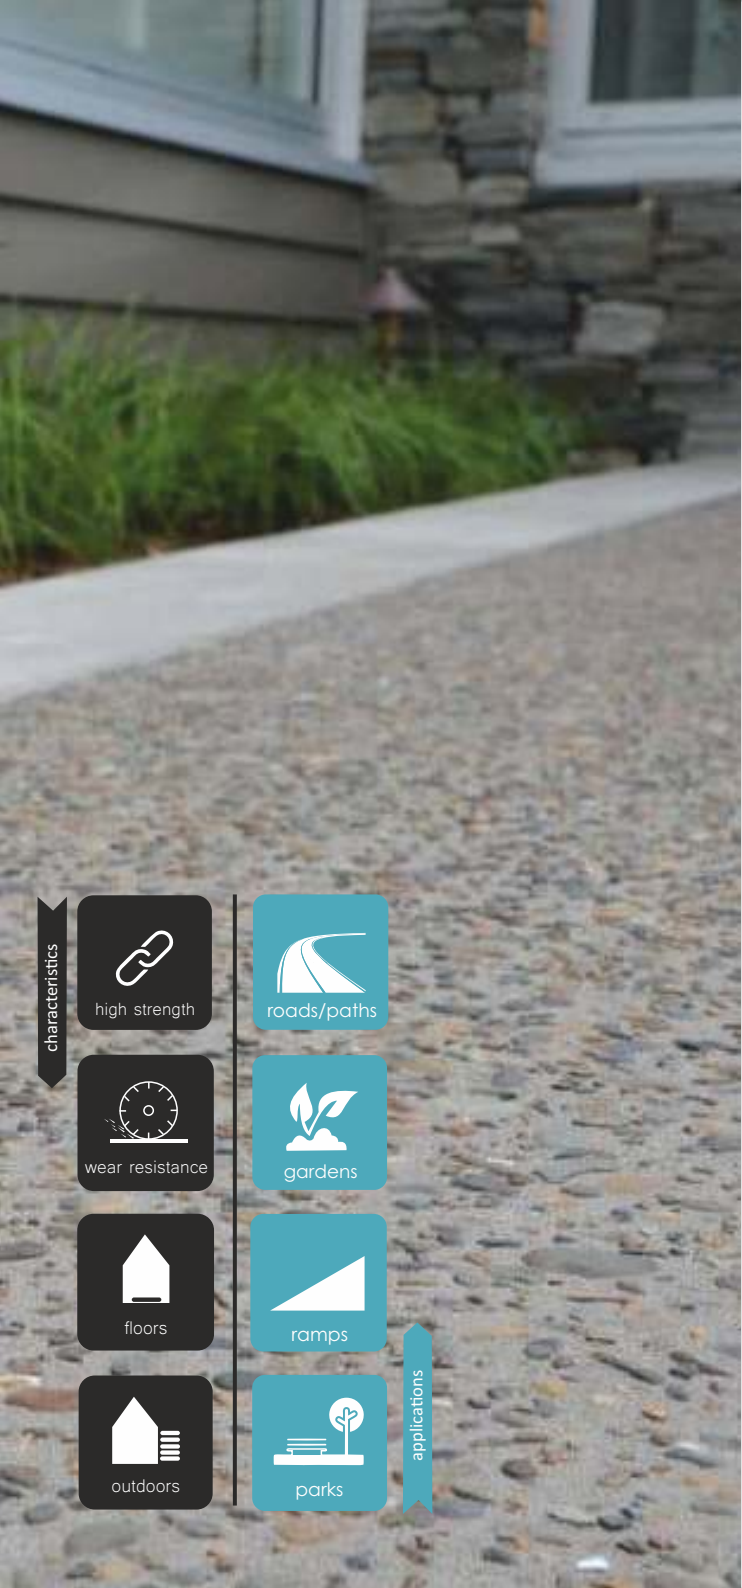 characteristics
high strength
wear resistance
floors
outdoors
roads/paths
gardens
ramps
parks
applications